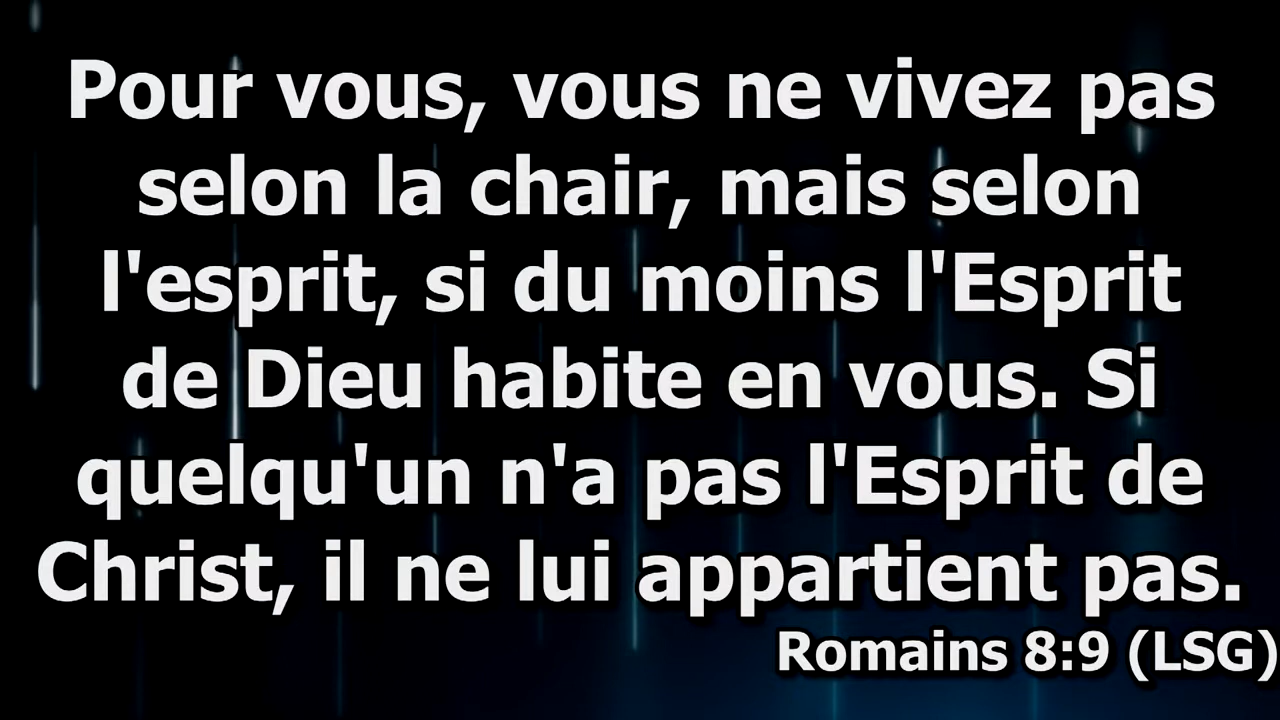 Pour vous, vous ne vivez pas
selon la chair, mais selon
l'esprit, si du moins l'Esprit
de Dieu habite en vous. Si
quelqu'un n'a pas l'Esprit de
Christ, il ne lui appartient pas.
Romains 8:9 (LSG)